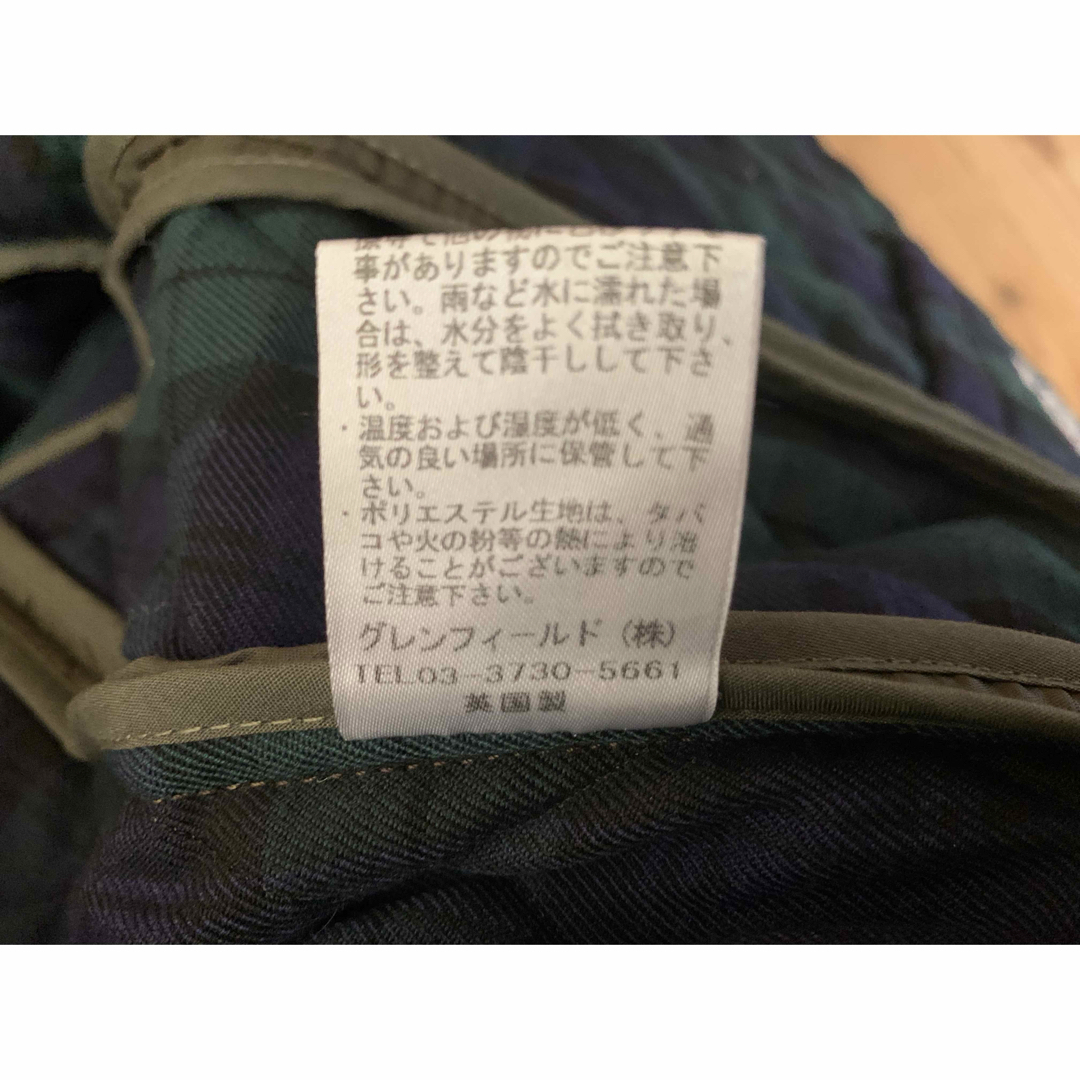 事がありますのでご注意下
さい。雨など水に濡れた場
合は、水分をよく拭き取り、
形を整えて陰干しして下さ
い。
・温度および湿度が低く、通
気の良い場所に保管して下
さい。
・ポリエステル生地は、タバ
コや火の粉等の熱により溶
けることがございますので
ご注意下さい。
グレンフィールド（株）
TEL03-3730-5661
英国製